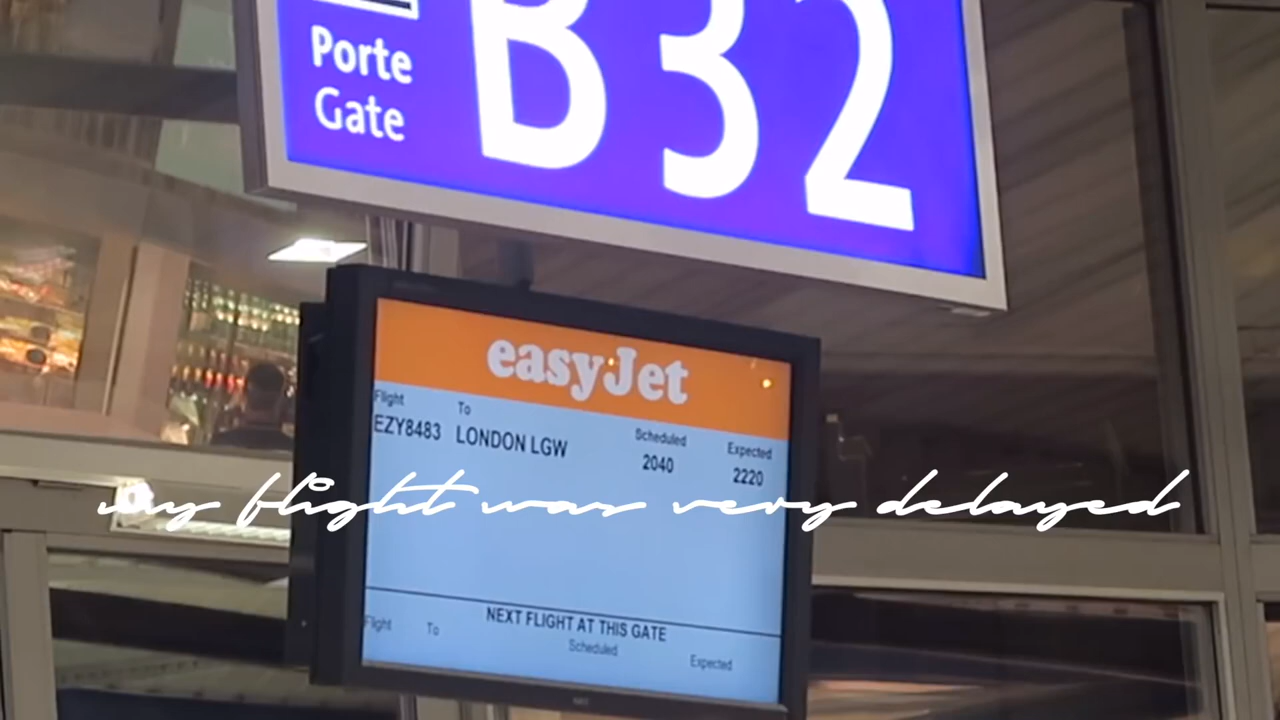 Porte
Gate
B 32
easyJet
Flight To Scheduled Expected
EZY8483 LONDON LGW 2040 2220
my flight was very delayed
NEXT FLIGHT AT THIS GATE
Flight To Scheduled Expected